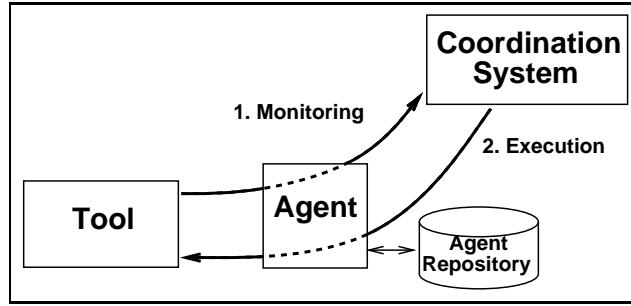 Coordination
System
1. Monitoring
2. Execution
Tool
Agent
Agent
Repository